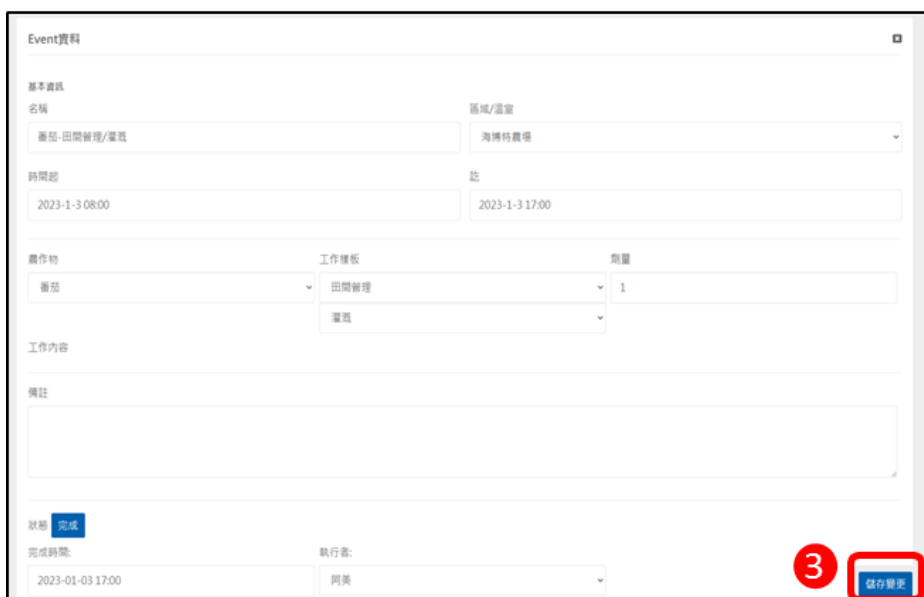 Event資料
基本資訊
名稱
區域/溫室
番茄-田間管理/灌溉
海博特農場
時間起
訖
2023-1-3 08:00
2023-1-3 17:00
農作物
工作樣板
劑量
番茄
田間管理
1
灌溉
工作內容
備註
狀態 完成
完成時間:
執行者:
2023-01-03 17:00
阿美
3
儲存變更